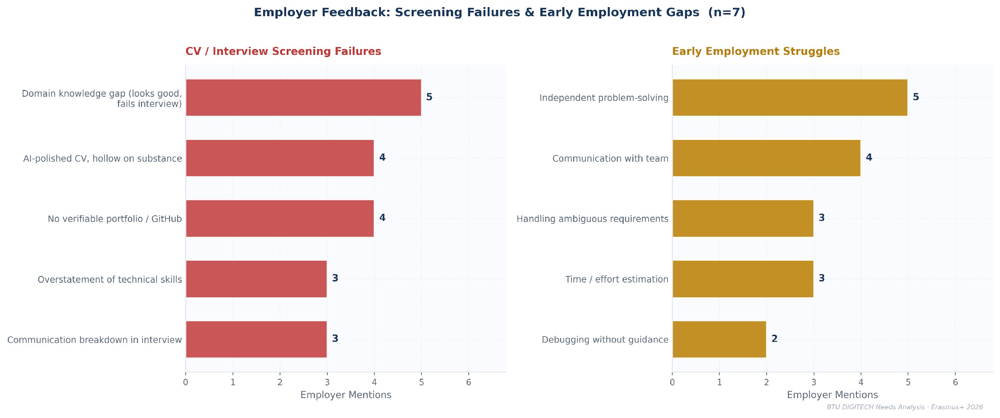 Employer Feedback: Screening Failures & Early Employment Gaps (n=7)
CV / Interview Screening Failures
Domain knowledge gap (looks good,
fails interview)
5
AI-polished CV, hollow on substance
4
No verifiable portfolio / GitHub
4
Overstatement of technical skills
3
Communication breakdown in interview
3
0 1 2 3 4 5 6
Employer Mentions
Early Employment Struggles
Independent problem-solving
5
Communication with team
4
Handling ambiguous requirements
3
Time / effort estimation
3
Debugging without guidance
2
0 1 2 3 4 5 6
Employer Mentions
BTU DIGITECH Needs Analysis · Erasmus+ 2026